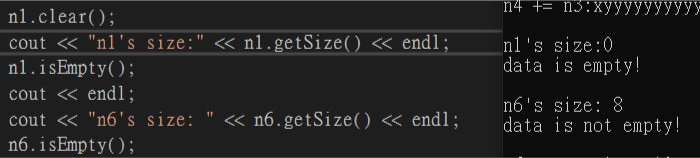 n1.clear();
cout << "n1's size:" << n1.getSize() << endl;
n1.isEmpty();
cout << endl;
cout << "n6's size: " << n6.getSize() << endl;
n6.isEmpty();
n4 += n3:xyyyyyyyyyy
n1's size:0
data is empty!
n6's size: 8
data is not empty!